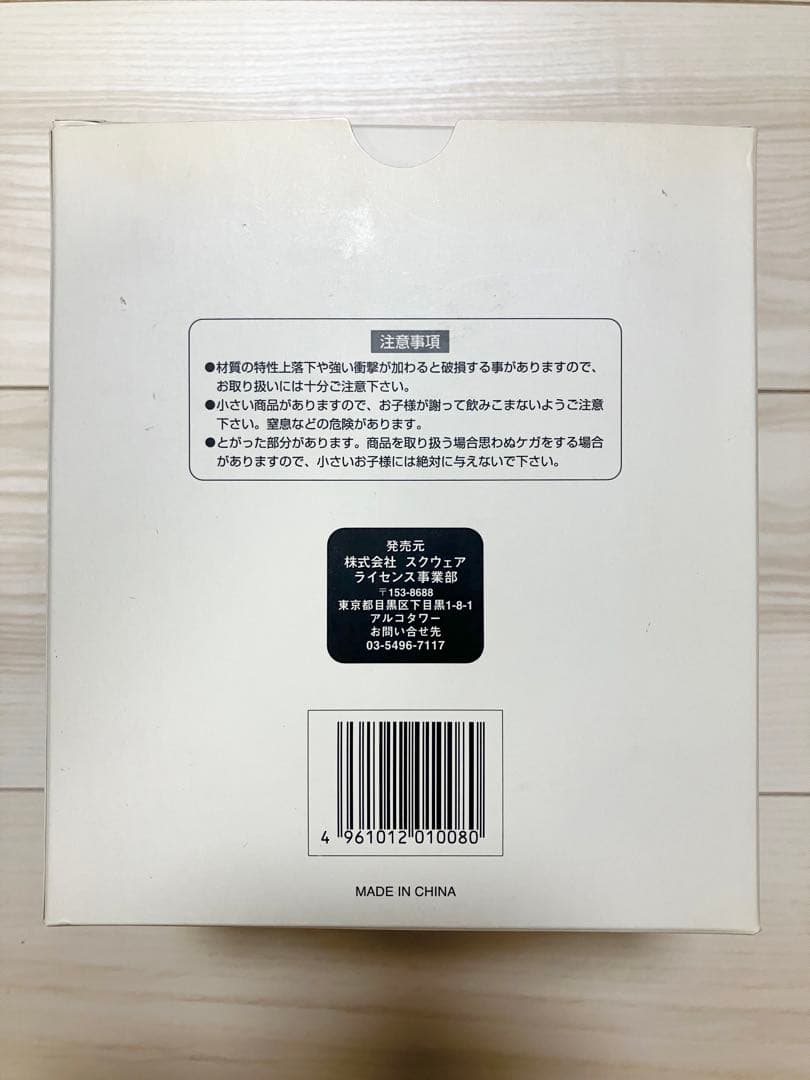 注意事項
●材質の特性上落下や強い衝撃が加わると破損する事がありますので、
お取り扱いには十分ご注意下さい。
●小さい商品がありますので、お子様が謝って飲みこまないようご注意
下さい。窒息などの危険があります。
●とがった部分があります。商品を取り扱う場合思わぬケガをする場合
がありますので、小さいお子様には絶対に与えないで下さい。
発売元
株式会社 スクウェア
ライセンス事業部
〒153-8688
東京都目黒区下目黒1-8-1
アルコタワー
お問い合せ先
03-5496-7117
4 961012 010080
MADE IN CHINA